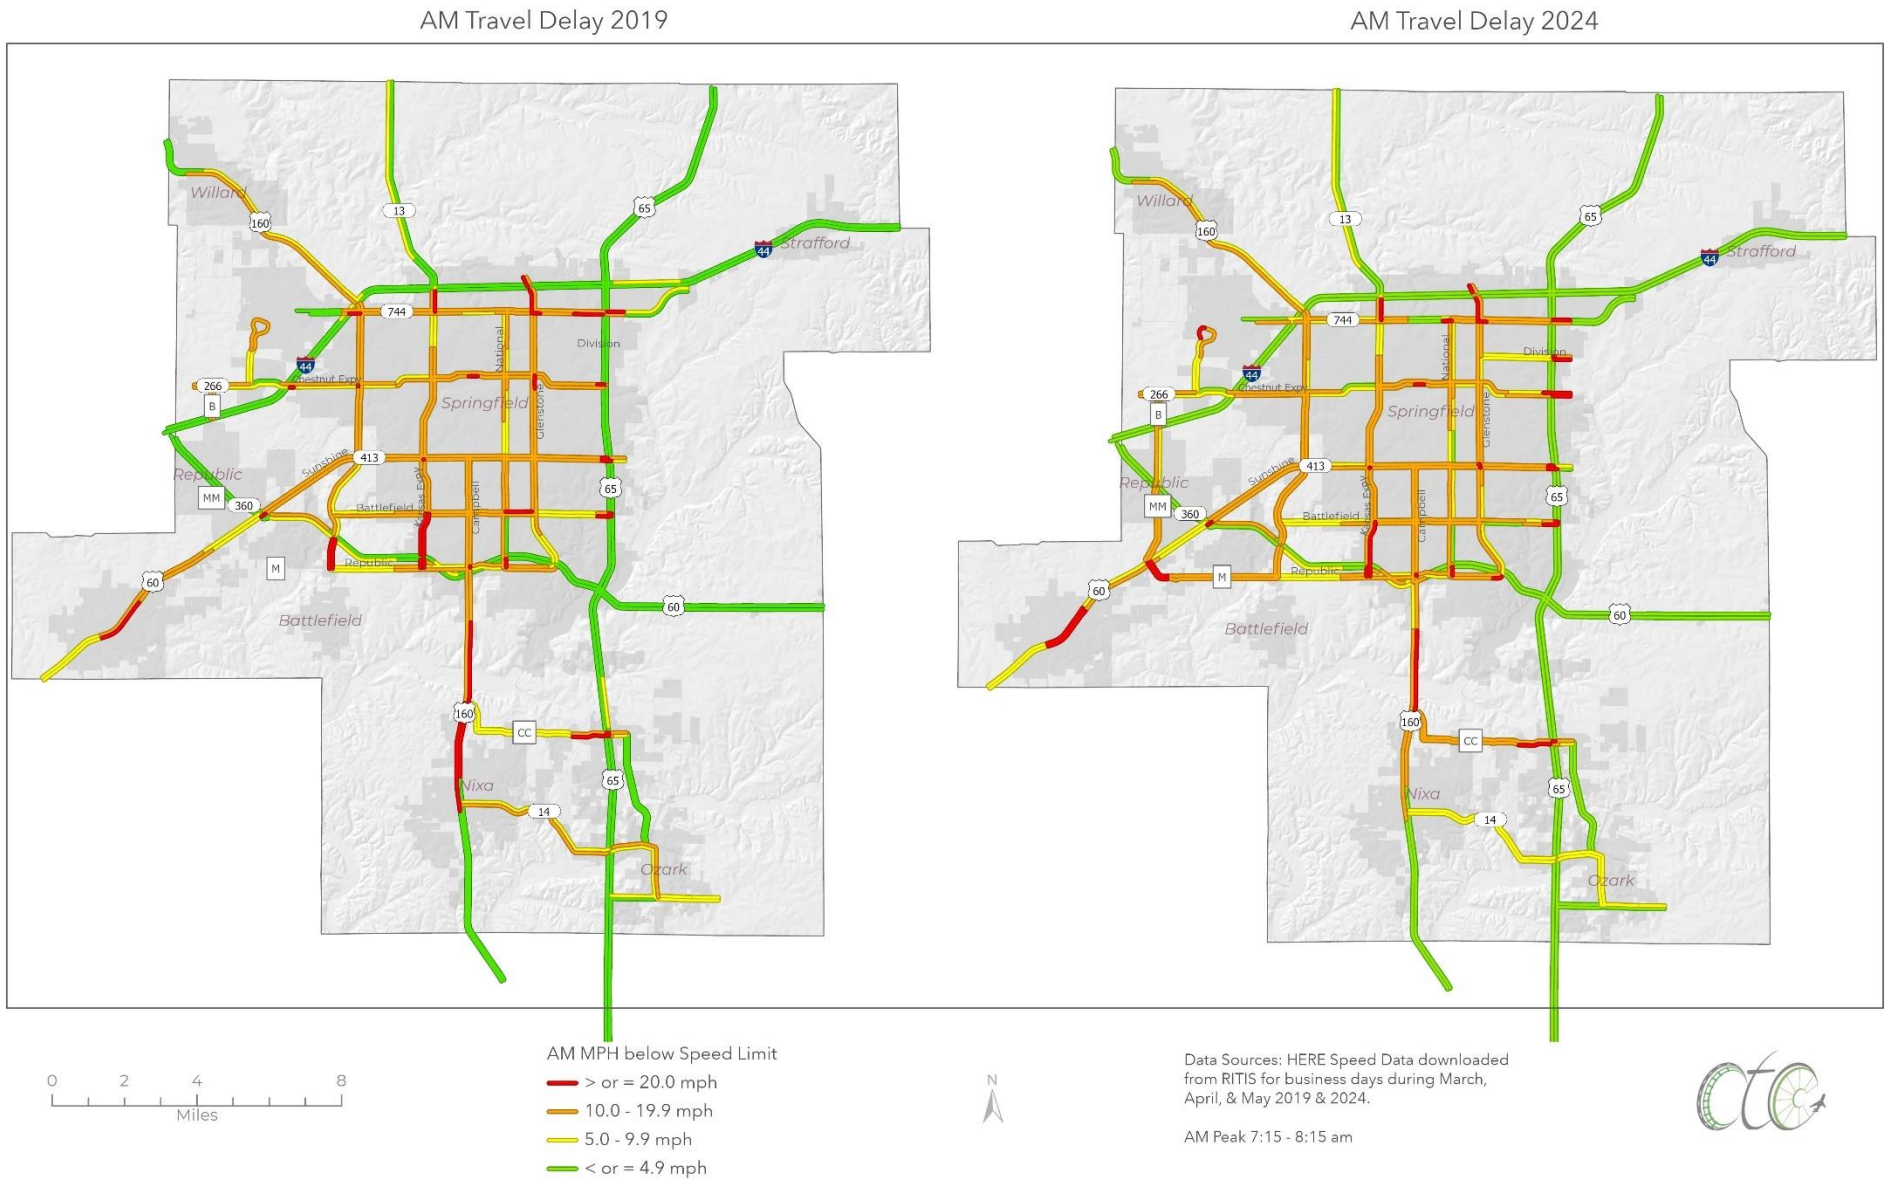 AM Travel Delay 2019
AM Travel Delay 2024
Willard
160
13
65
44
Strafford
744
National
Division
44
266
Chestnut Expy
B
Springfield
Glenstone
Republic
Sunshine
413
MM
360
Battlefield
Kansas Expy
Campbell
65
M
Republic
60
60
Battlefield
160
CC
65
Nixa
14
Ozark
Willard
160
13
65
44
Strafford
744
National
Division
44
266
Chestnut Expy
B
Springfield
Glenstone
Republic
Sunshine
413
MM
360
Battlefield
Kansas Expy
Campbell
65
M
Republic
60
60
Battlefield
160
CC
65
Nixa
14
Ozark
0 2 4 8
Miles
AM MPH below Speed Limit
> or = 20.0 mph
10.0 - 19.9 mph
5.0 - 9.9 mph
< or = 4.9 mph
N
Data Sources: HERE Speed Data downloaded
from RITIS for business days during March,
April, & May 2019 & 2024.
AM Peak 7:15 - 8:15 am